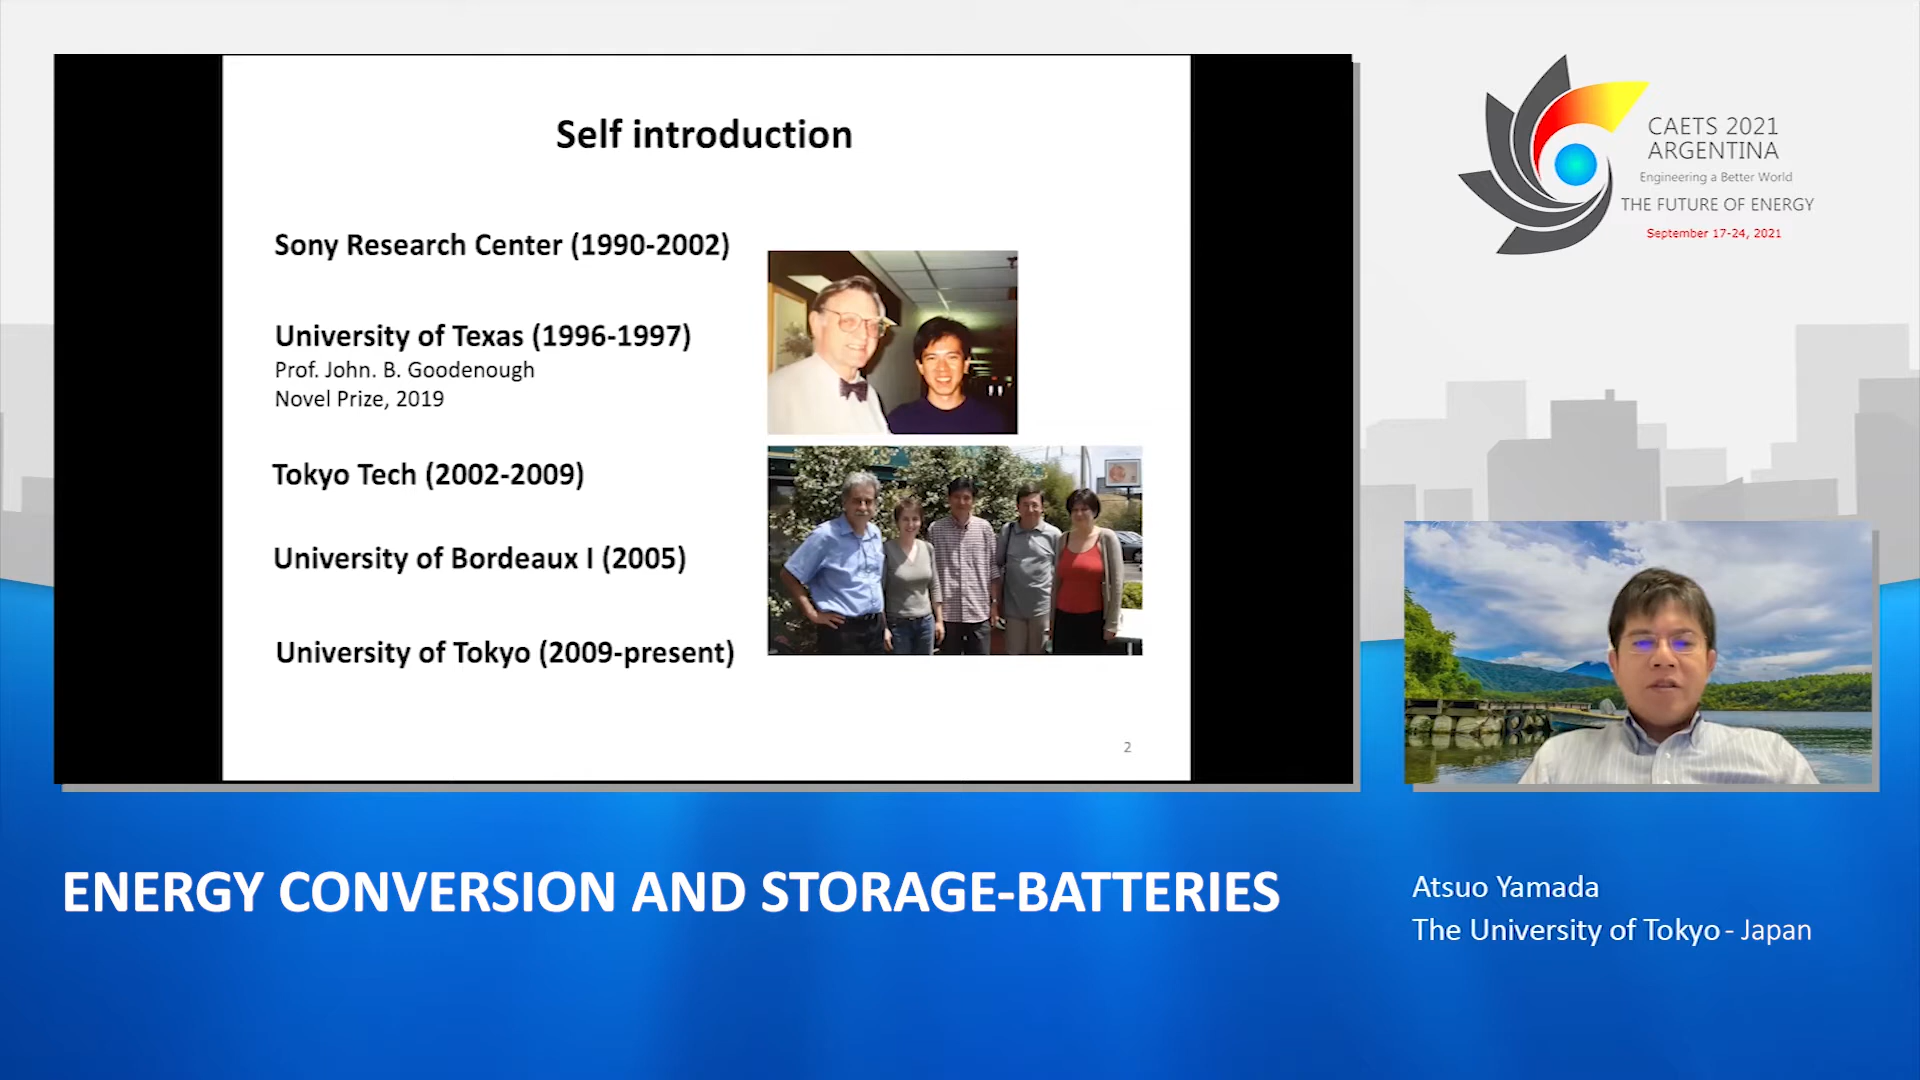 Self introduction
Sony Research Center (1990-2002)
University of Texas (1996-1997)
Prof. John. B. Goodenough
Novel Prize, 2019
Tokyo Tech (2002-2009)
University of Bordeaux I (2005)
University of Tokyo (2009-present)
2
CAETS 2021
ARGENTINA
Engineering a Better World
THE FUTURE OF ENERGY
September 17-24, 2021
ENERGY CONVERSION AND STORAGE-BATTERIES
Atsuo Yamada
The University of Tokyo - Japan